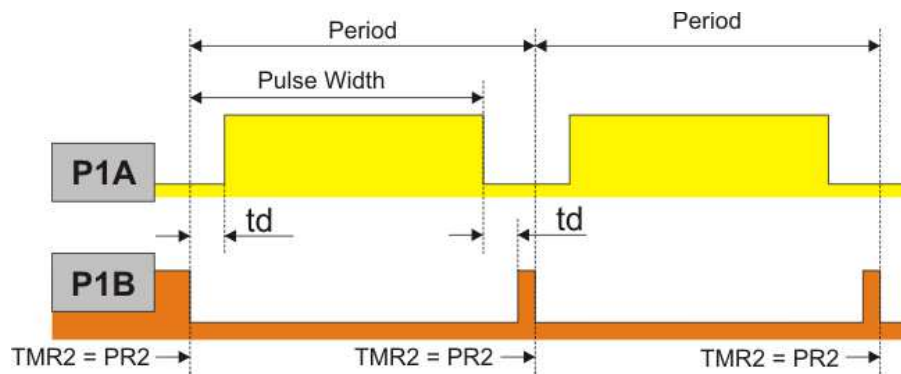 Period
Period
Pulse Width
P1A
td
td
P1B
TMR2 = PR2
TMR2 = PR2
TMR2 = PR2